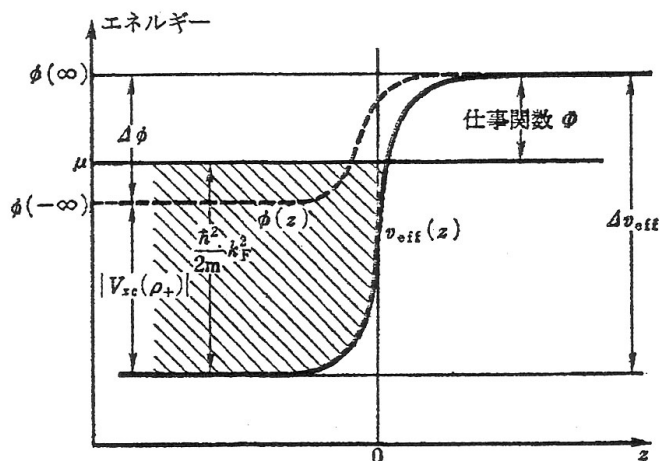 エネルギー
ϕ(∞)
Δϕ
仕事関数 Φ
μ
ϕ(−∞)
ϕ(z)
v_eff(z)
Δv_eff
ℏ²/2m k_F²
|V_xc(ρ₊)|
0
z